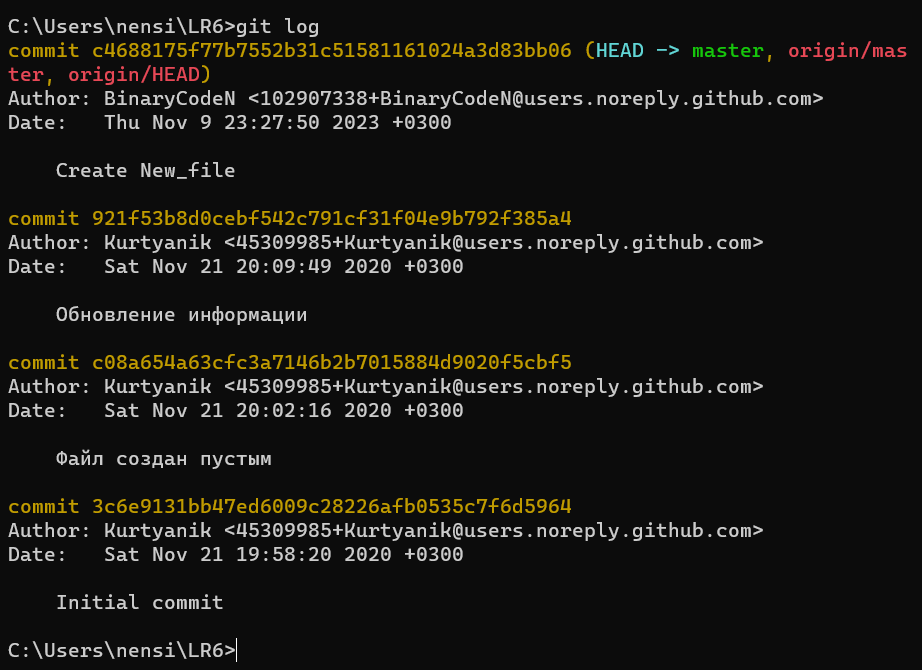 C:\Users\nensi\LR6>git log
commit c4688175f77b7552b31c51581161024a3d83bb06 (HEAD -> master, origin/mas
ter, origin/HEAD)
Author: BinaryCodeN <102907338+BinaryCodeN@users.noreply.github.com>
Date:   Thu Nov 9 23:27:50 2023 +0300
    Create New_file
commit 921f53b8d0cebf542c791cf31f04e9b792f385a4
Author: Kurtyanik <45309985+Kurtyanik@users.noreply.github.com>
Date:   Sat Nov 21 20:09:49 2020 +0300
    Обновление информации
commit c08a654a63cfc3a7146b2b7015884d9020f5cbf5
Author: Kurtyanik <45309985+Kurtyanik@users.noreply.github.com>
Date:   Sat Nov 21 20:02:16 2020 +0300
    Файл создан пустым
commit 3c6e9131bb47ed6009c28226afb0535c7f6d5964
Author: Kurtyanik <45309985+Kurtyanik@users.noreply.github.com>
Date:   Sat Nov 21 19:58:20 2020 +0300
    Initial commit
C:\Users\nensi\LR6>